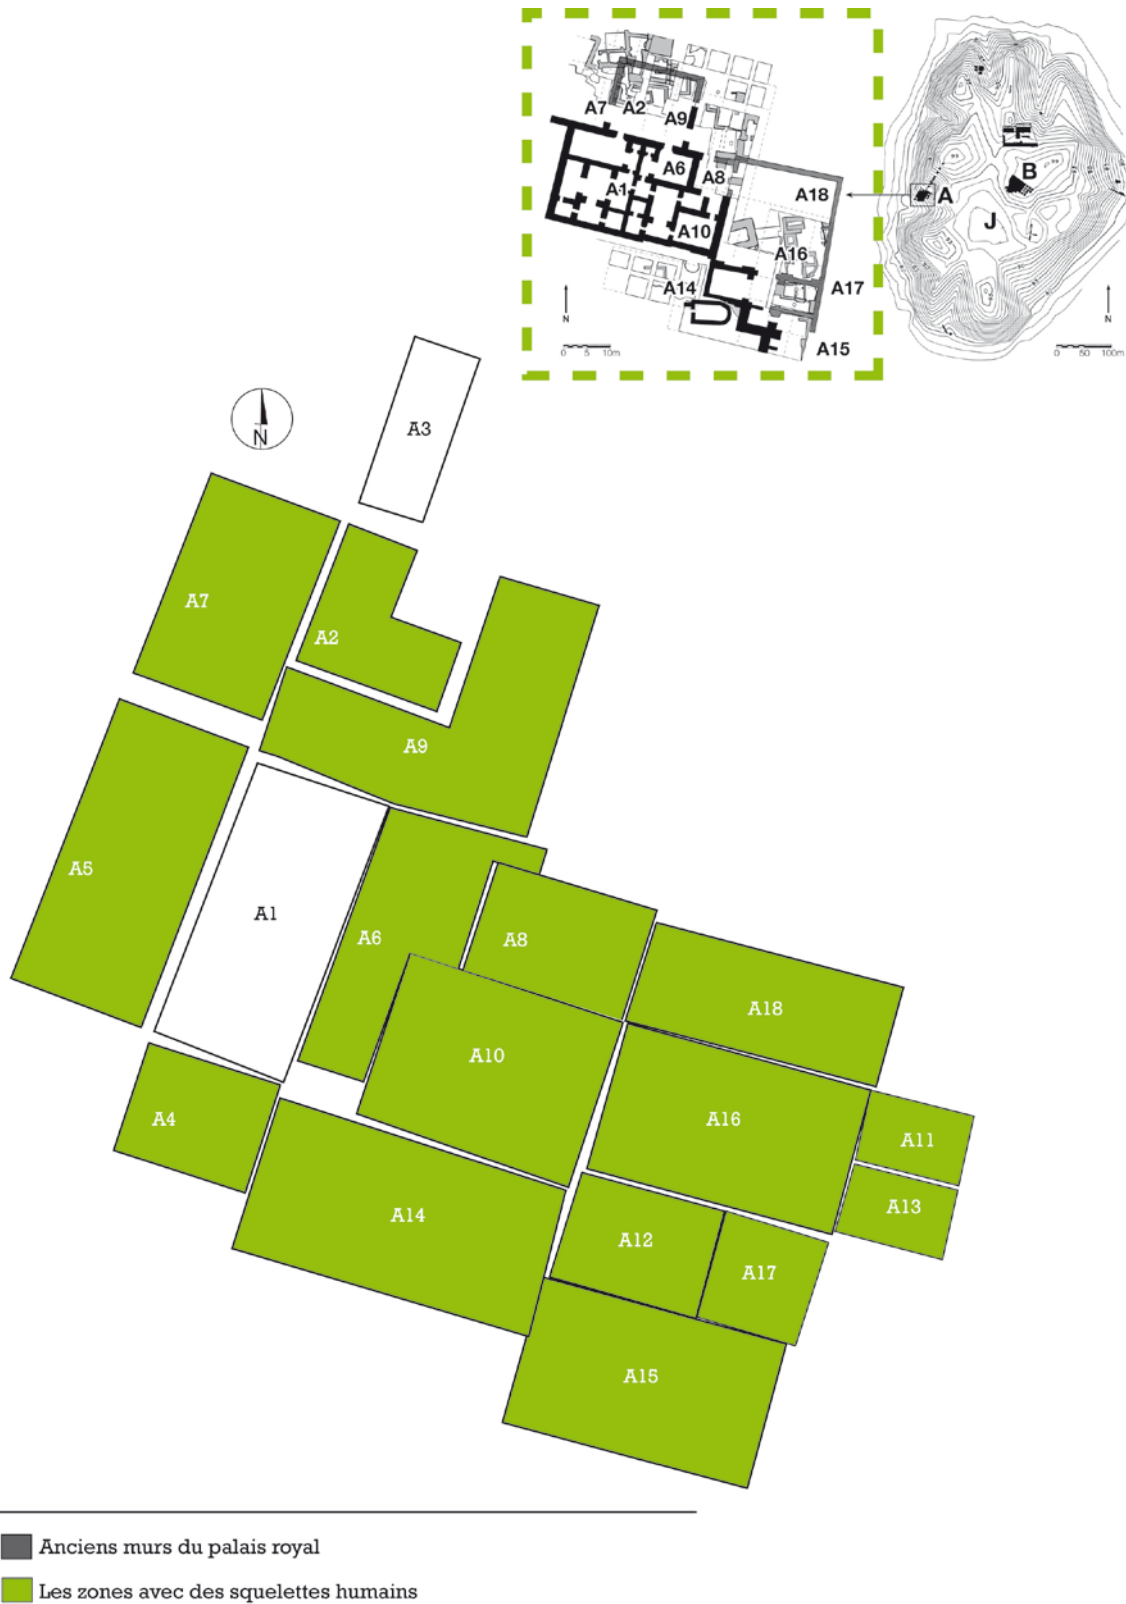 A7
A2
A9
A6
A8
A1
A18
A10
A16
A14
A17
A15
N
0 5 10m
B
A
J
N
0 50 100m
A3
N
A7
A2
A9
A5
A1
A6
A8
A18
A10
A4
A16
A11
A14
A13
A12
A17
A15
Anciens murs du palais royal
Les zones avec des squelettes humains